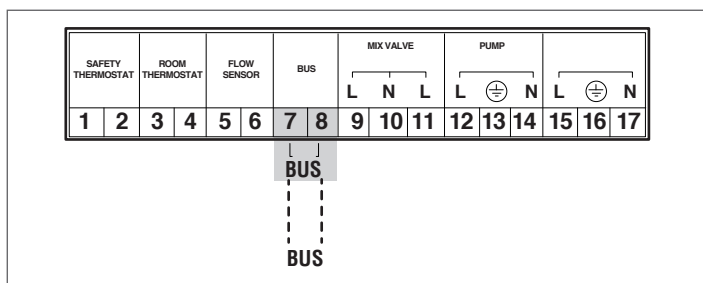 SAFETY THERMOSTAT ROOM THERMOSTAT FLOW SENSOR BUS MIX VALVE PUMP
L N L L ⏚ N L ⏚ N
1 2 3 4 5 6 7 8 9 10 11 12 13 14 15 16 17
BUS
BUS